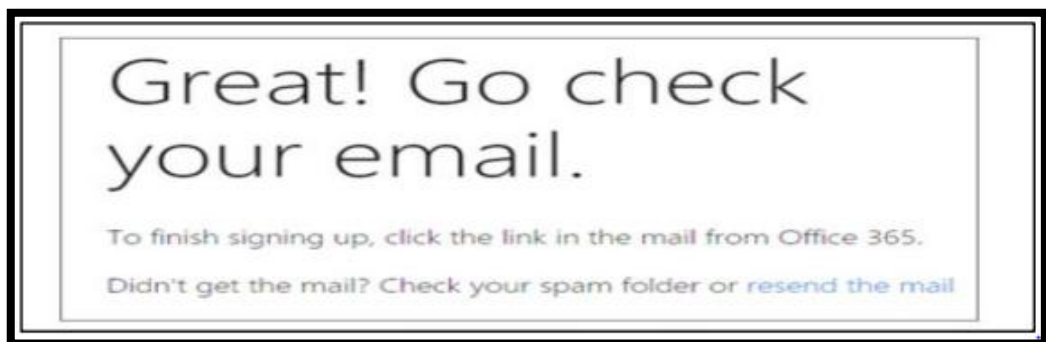 Great! Go check
your email.
To finish signing up, click the link in the mail from Office 365.
Didn't get the mail? Check your spam folder or resend the mail